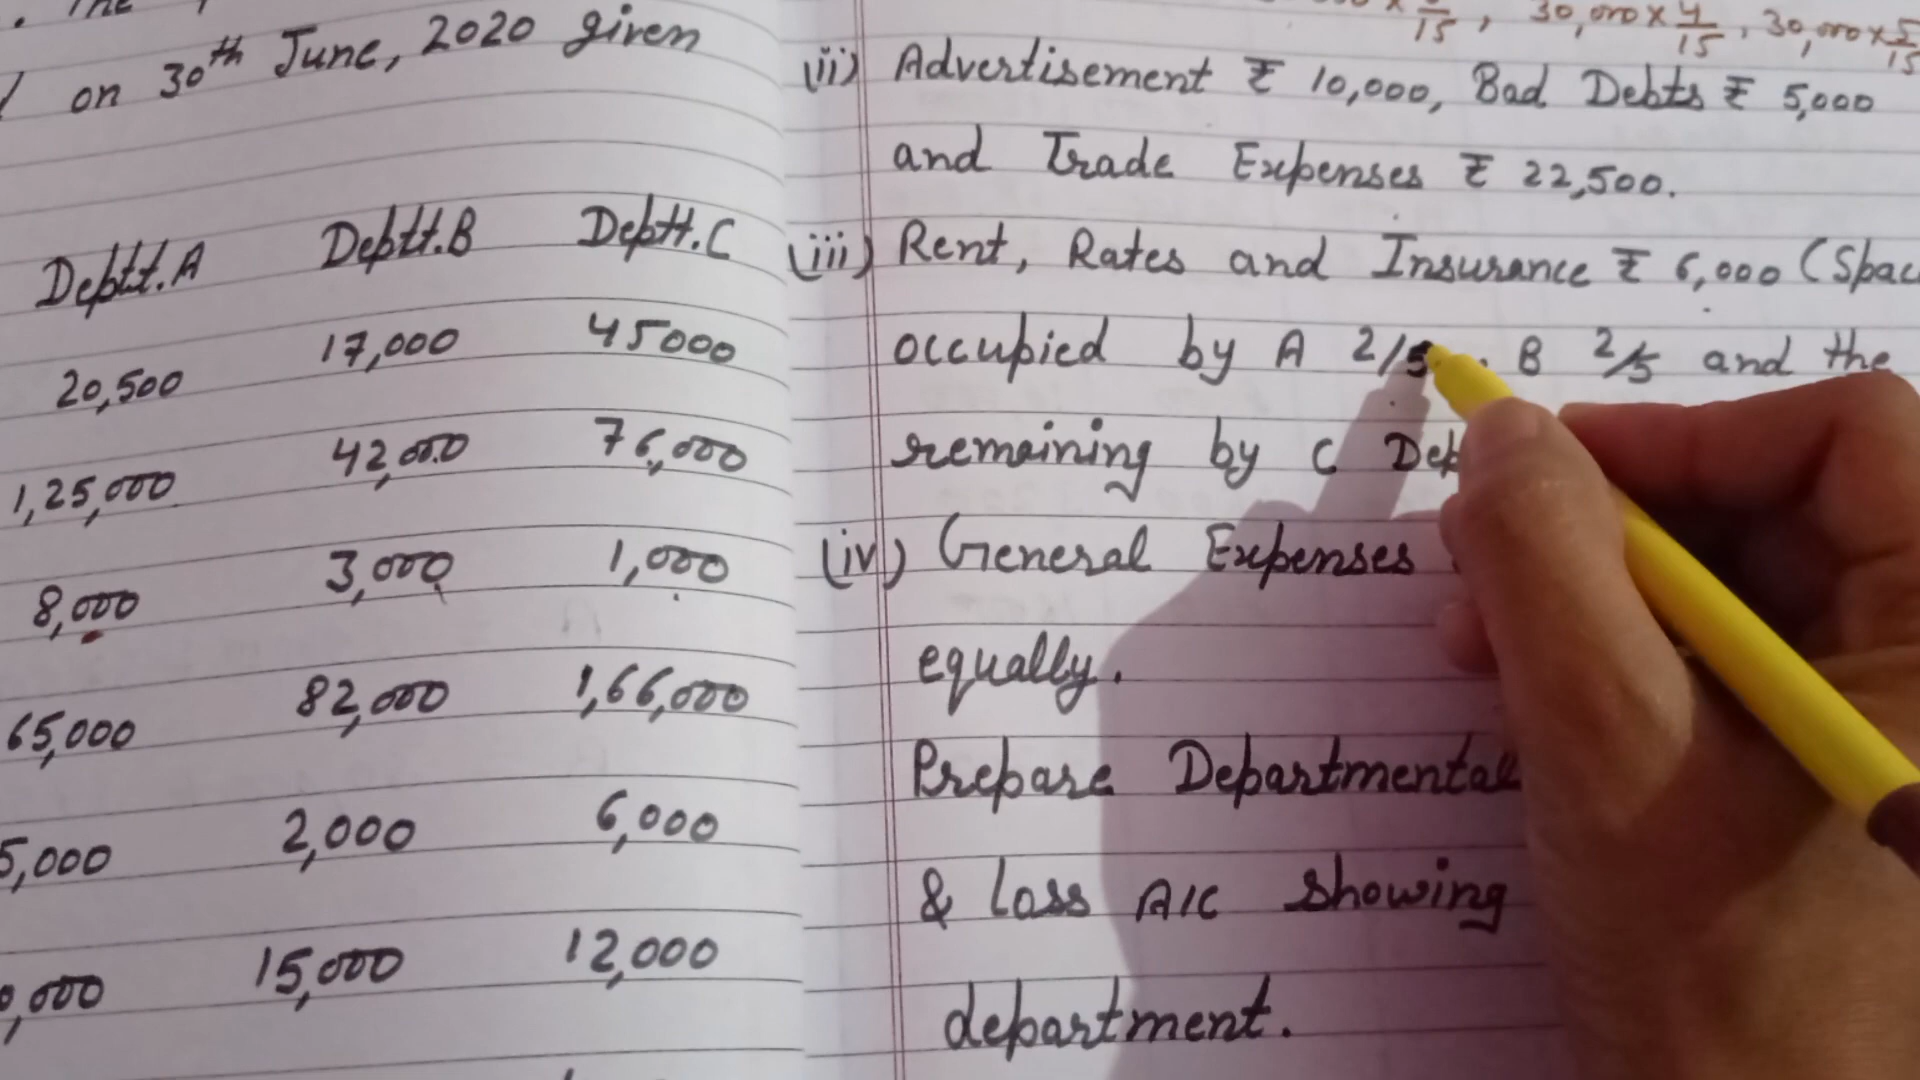 on 30th June, 2020 given
Deptt.A Deptt.B Deptt.C
20,500 17,000 45000
1,25,000 42,000 76,000
8,000 3,000 1,000
65,000 82,000 1,66,000
5,000 2,000 6,000
,000 15,000 12,000
15, 30,000 × 4/15, 30,000 × 5/15
(ii) Advertisement ₹ 10,000, Bad Debts ₹ 5,000
and Trade Expenses ₹ 22,500.
(iii) Rent, Rates and Insurance ₹ 6,000 (Spac
occupied by A 2/5, B 2/5 and the
remaining by C Dep
(iv) General Expenses
equally.
Prepare Departmental
& loss A/C showing
department.